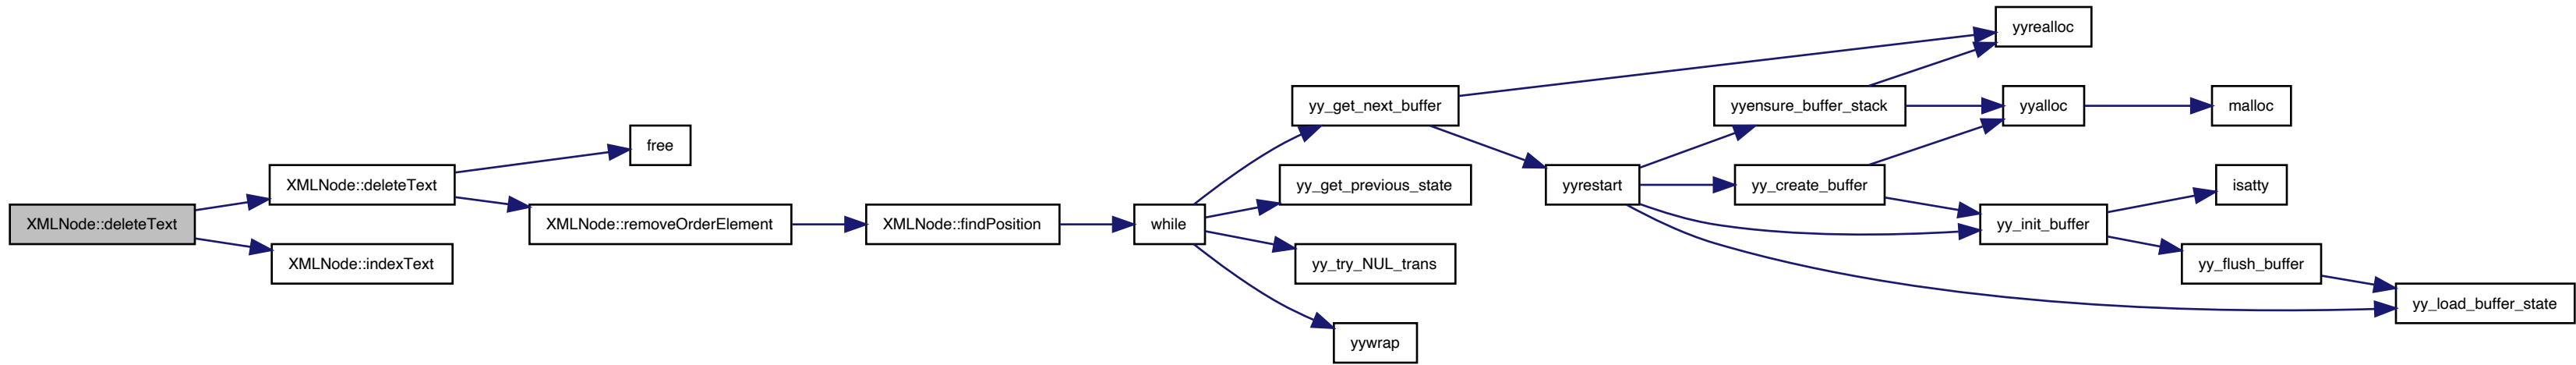 XMLNode::deleteText
XMLNode::deleteText
XMLNode::indexText
free
XMLNode::removeOrderElement
XMLNode::findPosition
while
yy_get_next_buffer
yy_get_previous_state
yy_try_NUL_trans
yywrap
yyrestart
yyensure_buffer_stack
yy_create_buffer
yyrealloc
yyalloc
yy_init_buffer
malloc
isatty
yy_flush_buffer
yy_load_buffer_state